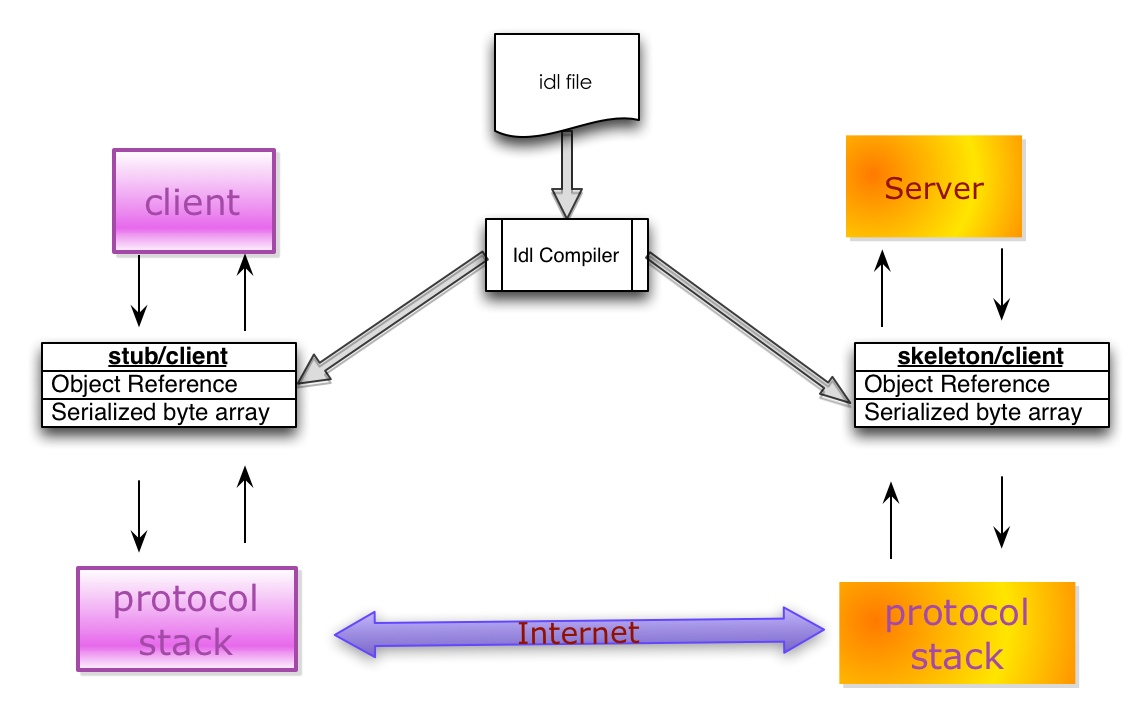 idl file
client
Server
Idl Compiler
stub/client
Object Reference
Serialized byte array
skeleton/client
Object Reference
Serialized byte array
protocol
stack
Internet
protocol
stack